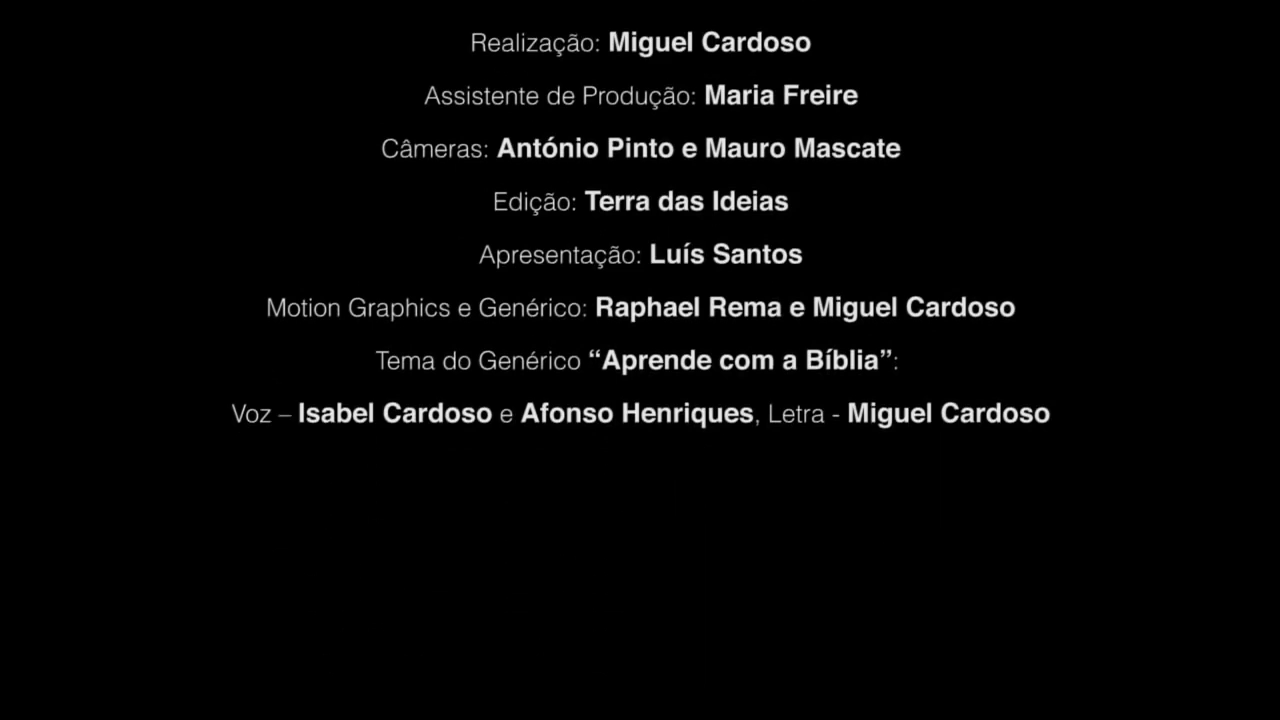 Realização: Miguel Cardoso
Assistente de Produção: Maria Freire
Câmeras: António Pinto e Mauro Mascate
Edição: Terra das Ideias
Apresentação: Luís Santos
Motion Graphics e Genérico: Raphael Rema e Miguel Cardoso
Tema do Genérico “Aprende com a Bíblia”:
Voz – Isabel Cardoso e Afonso Henriques, Letra - Miguel Cardoso